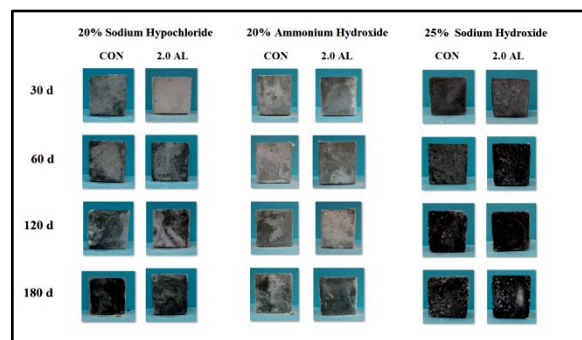 20% Sodium Hypochloride 20% Ammonium Hydroxide 25% Sodium Hydroxide
CON 2.0 AL CON 2.0 AL CON 2.0 AL
30 d
60 d
120 d
180 d